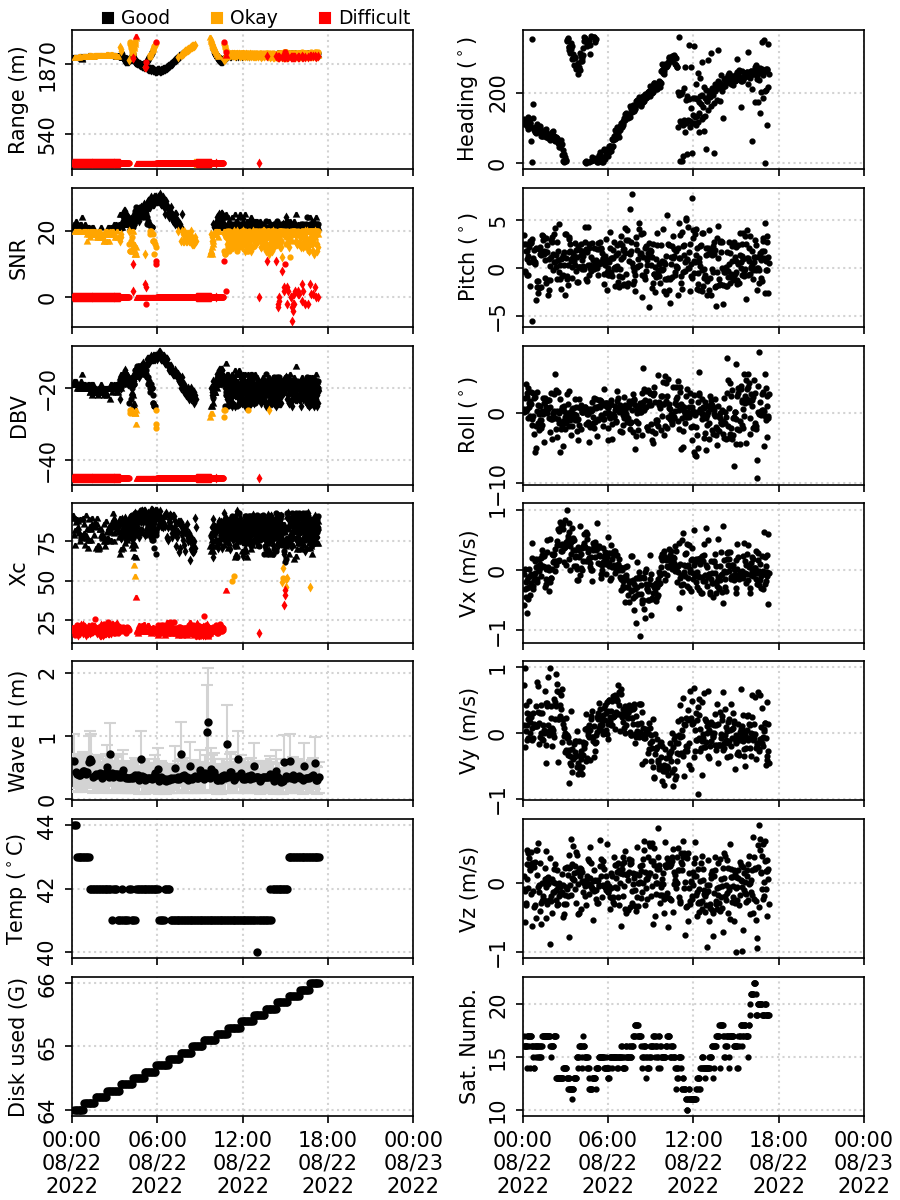 Good Okay Difficult
Range (m)
1870
540
Heading (°)
200
0
SNR
20
0
Pitch (°)
5
0
−5
DBV
−20
−40
Roll (°)
0
−10
Xc
75
50
25
Vx (m/s)
1
0
−1
Wave H (m)
2
1
0
Vy (m/s)
1
0
−1
Temp (°C)
44
42
40
Vz (m/s)
0
−1
Disk used (G)
66
65
64
Sat. Numb.
20
15
10
00:00 06:00 12:00 18:00 00:00
08/22 08/22 08/22 08/22 08/23
2022 2022 2022 2022 2022
00:00 06:00 12:00 18:00 00:00
08/22 08/22 08/22 08/22 08/23
2022 2022 2022 2022 2022